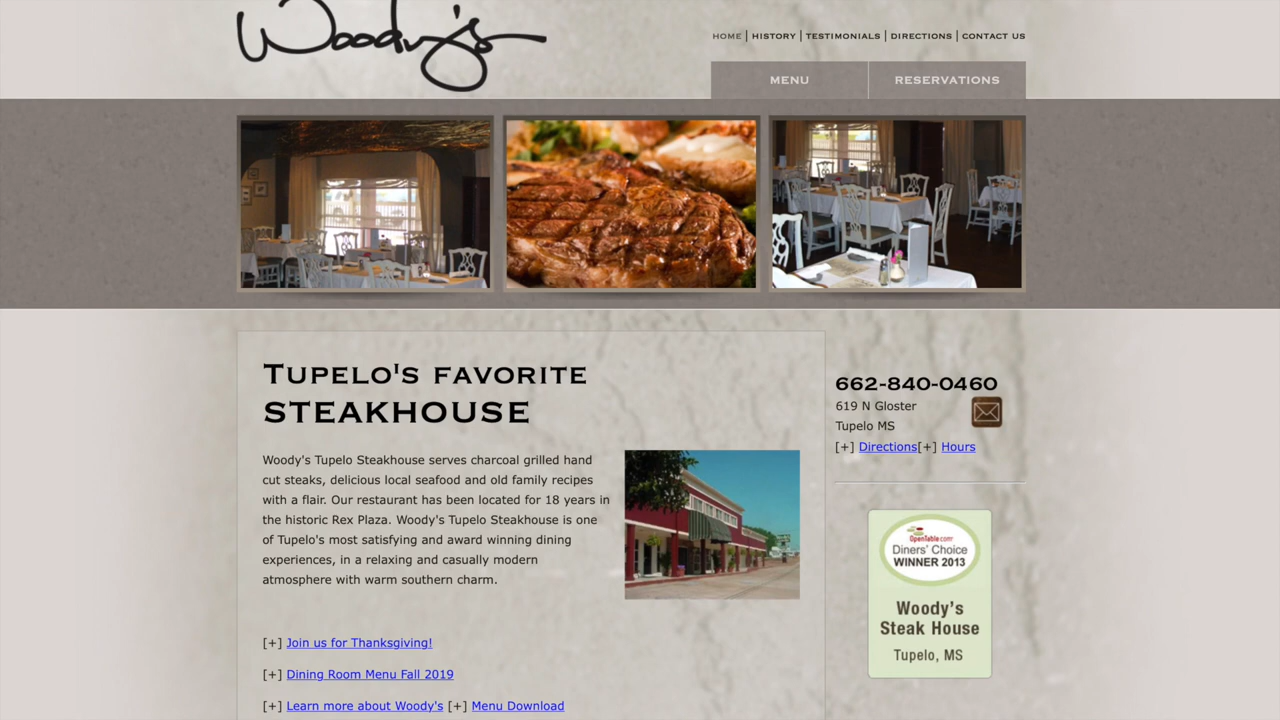 Woody's
HOME | HISTORY | TESTIMONIALS | DIRECTIONS | CONTACT US
MENU
RESERVATIONS
Tupelo's favorite
STEAKHOUSE
Woody's Tupelo Steakhouse serves charcoal grilled hand
cut steaks, delicious local seafood and old family recipes
with a flair. Our restaurant has been located for 18 years in
the historic Rex Plaza. Woody's Tupelo Steakhouse is one
of Tupelo's most satisfying and award winning dining
experiences, in a relaxing and casually modern
atmosphere with warm southern charm.
[+] Join us for Thanksgiving!
[+] Dining Room Menu Fall 2019
[+] Learn more about Woody's [+] Menu Download
662-840-0460
619 N Gloster
Tupelo MS
[+] Directions[+] Hours
OpenTable.com
Diners' Choice
WINNER 2013
Woody's
Steak House
Tupelo, MS